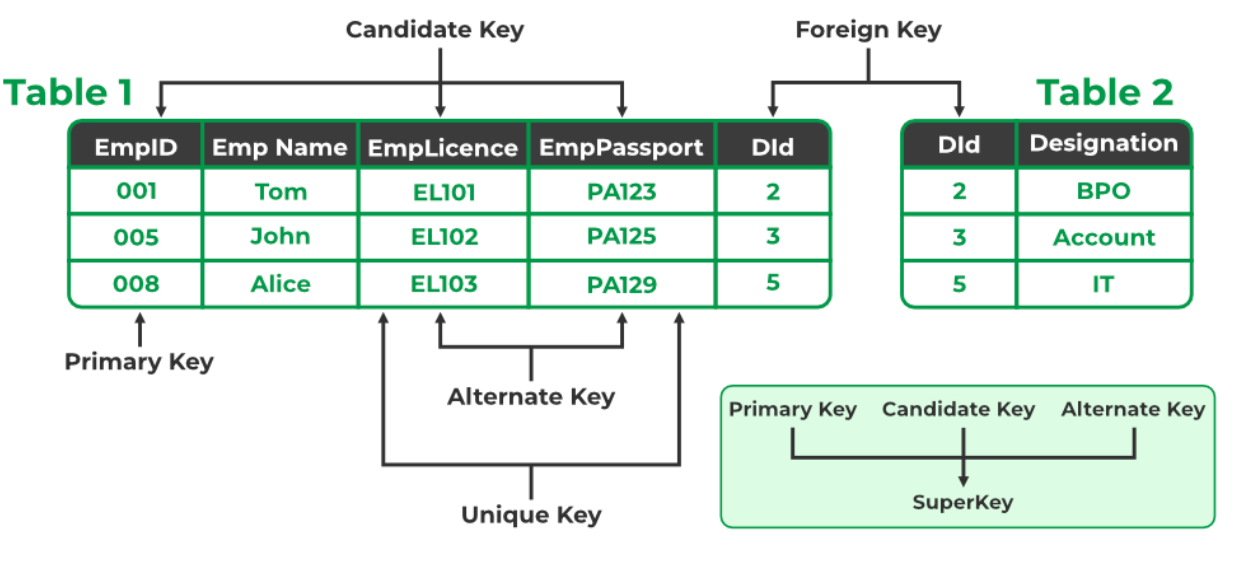 Candidate Key Foreign Key
Table 1 Table 2
EmpID Emp Name EmpLicence EmpPassport DId DId Designation
001 Tom EL101 PA123 2 2 BPO
005 John EL102 PA125 3 3 Account
008 Alice EL103 PA129 5 5 IT
Primary Key
Alternate Key
Unique Key
Primary Key Candidate Key Alternate Key
SuperKey